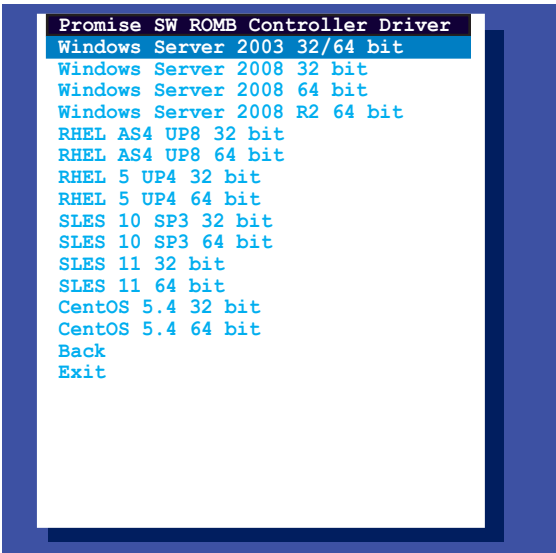 Promise SW ROMB Controller Driver
Windows Server 2003 32/64 bit
Windows Server 2008 32 bit
Windows Server 2008 64 bit
Windows Server 2008 R2 64 bit
RHEL AS4 UP8 32 bit
RHEL AS4 UP8 64 bit
RHEL 5 UP4 32 bit
RHEL 5 UP4 64 bit
SLES 10 SP3 32 bit
SLES 10 SP3 64 bit
SLES 11 32 bit
SLES 11 64 bit
CentOS 5.4 32 bit
CentOS 5.4 64 bit
Back
Exit